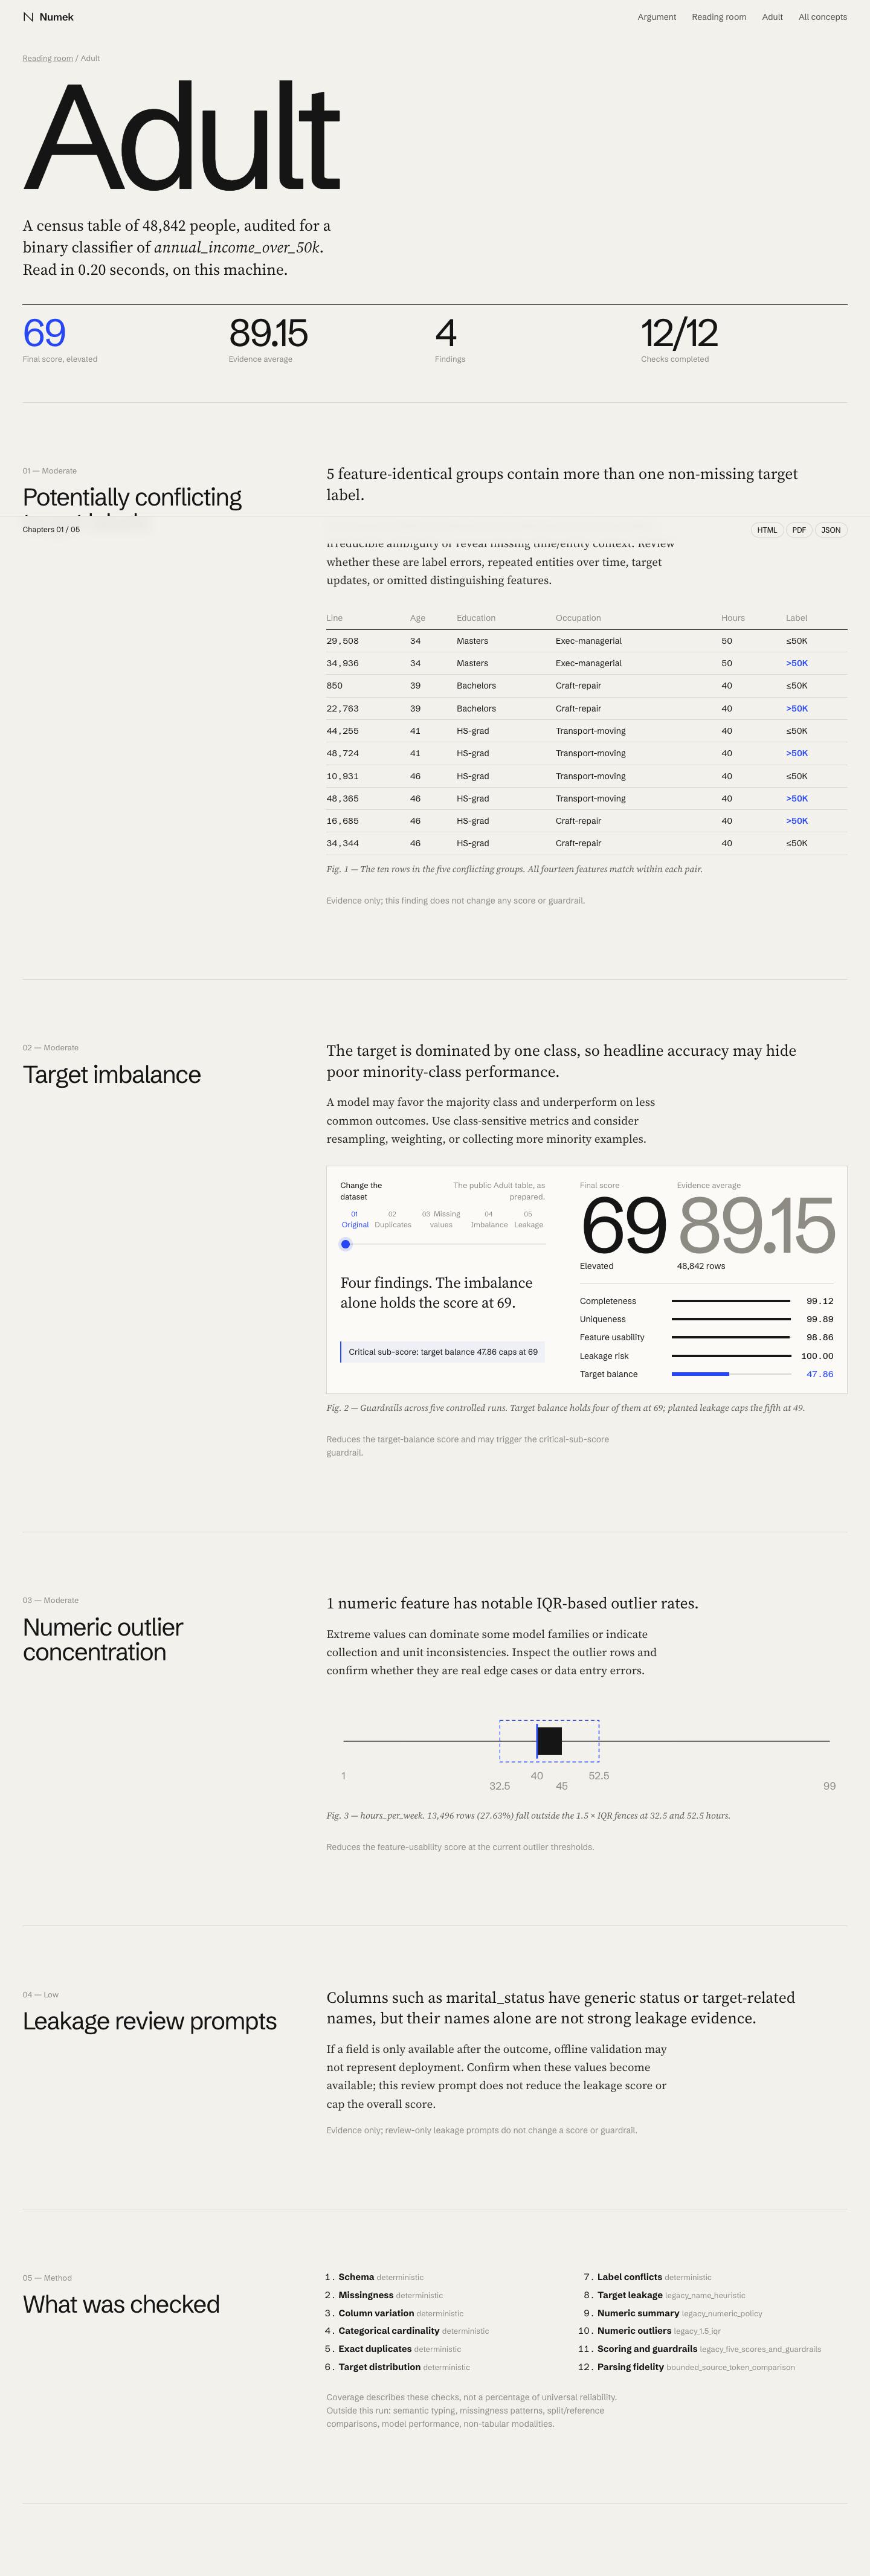 Numek
Argument
Reading room
Adult
All concepts
Reading room / Adult
Adult
A census table of 48,842 people, audited for a
binary classifier of annual_income_over_50k.
Read in 0.20 seconds, on this machine.
69
Final score, elevated
89.15
Evidence average
4
Findings
12/12
Checks completed
01 — Moderate
Potentially conflicting
5 feature-identical groups contain more than one non-missing target
label.
Chapters 01 / 05
HTML
PDF
JSON
irreducible ambiguity or reveal missing time/entity context. Review
whether these are label errors, repeated entities over time, target
updates, or omitted distinguishing features.
Line Age Education Occupation Hours Label
29,508 34 Masters Exec-managerial 50 ≤50K
34,936 34 Masters Exec-managerial 50 >50K
850 39 Bachelors Craft-repair 40 ≤50K
22,763 39 Bachelors Craft-repair 40 >50K
44,255 41 HS-grad Transport-moving 40 ≤50K
48,724 41 HS-grad Transport-moving 40 >50K
10,931 46 HS-grad Transport-moving 40 ≤50K
48,365 46 HS-grad Transport-moving 40 >50K
16,685 46 HS-grad Craft-repair 40 >50K
34,344 46 HS-grad Craft-repair 40 ≤50K
Fig. 1 — The ten rows in the five conflicting groups. All fourteen features match within each pair.
Evidence only; this finding does not change any score or guardrail.
02 — Moderate
Target imbalance
The target is dominated by one class, so headline accuracy may hide
poor minority-class performance.
A model may favor the majority class and underperform on less
common outcomes. Use class-sensitive metrics and consider
resampling, weighting, or collecting more minority examples.
Change the
dataset
The public Adult table, as
prepared.
01
Original
02
Duplicates
03 Missing
values
04
Imbalance
05
Leakage
Four findings. The imbalance
alone holds the score at 69.
Critical sub-score: target balance 47.86 caps at 69
Final score
69
Elevated
Evidence average
89.15
48,842 rows
Completeness 99.12
Uniqueness 99.89
Feature usability 98.86
Leakage risk 100.00
Target balance 47.86
Fig. 2 — Guardrails across five controlled runs. Target balance holds four of them at 69; planted leakage caps the fifth at 49.
Reduces the target-balance score and may trigger the critical-sub-score
guardrail.
03 — Moderate
Numeric outlier
concentration
1 numeric feature has notable IQR-based outlier rates.
Extreme values can dominate some model families or indicate
collection and unit inconsistencies. Inspect the outlier rows and
confirm whether they are real edge cases or data entry errors.
1
32.5
40
45
52.5
99
Fig. 3 — hours_per_week. 13,496 rows (27.63%) fall outside the 1.5 × IQR fences at 32.5 and 52.5 hours.
Reduces the feature-usability score at the current outlier thresholds.
04 — Low
Leakage review prompts
Columns such as marital_status have generic status or target-related
names, but their names alone are not strong leakage evidence.
If a field is only available after the outcome, offline validation may
not represent deployment. Confirm when these values become
available; this review prompt does not reduce the leakage score or
cap the overall score.
Evidence only; review-only leakage prompts do not change a score or guardrail.
05 — Method
What was checked
1. Schema deterministic
2. Missingness deterministic
3. Column variation deterministic
4. Categorical cardinality deterministic
5. Exact duplicates deterministic
6. Target distribution deterministic
7. Label conflicts deterministic
8. Target leakage legacy_name_heuristic
9. Numeric summary legacy_numeric_policy
10. Numeric outliers legacy_1.5_iqr
11. Scoring and guardrails legacy_five_scores_and_guardrails
12. Parsing fidelity bounded_source_token_comparison
Coverage describes these checks, not a percentage of universal reliability.
Outside this run: semantic typing, missingness patterns, split/reference
comparisons, model performance, non-tabular modalities.